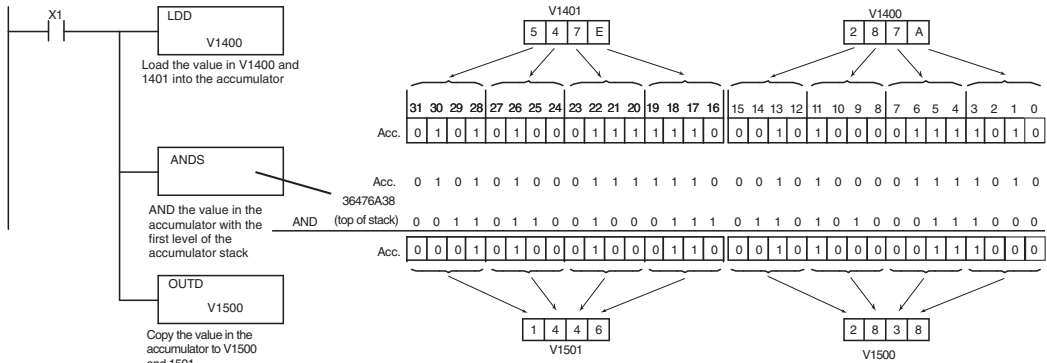 X1
LDD
V1400
Load the value in V1400 and
1401 into the accumulator
ANDS
AND the value in the
accumulator with the
first level of the
accumulator stack
OUTD
V1500
Copy the value in the
accumulator to V1500
and 1501
V1401
5 4 7 E
V1400
2 8 7 A
31 30 29 28 27 26 25 24 23 22 21 20 19 18 17 16 15 14 13 12 11 10 9 8 7 6 5 4 3 2 1 0
Acc. 0 1 0 1 0 1 0 0 0 1 1 1 1 1 1 0 0 0 1 0 1 0 0 0 0 1 1 1 1 0 1 0
Acc. 0 1 0 1 0 1 0 0 0 1 1 1 1 1 1 0 0 0 1 0 1 0 0 0 0 1 1 1 1 0 1 0
36476A38
AND (top of stack) 0 0 1 1 0 1 1 0 0 1 0 0 0 1 1 1 0 1 1 0 1 0 1 0 0 0 1 1 1 0 0 0
Acc. 0 0 0 1 0 1 0 0 0 1 0 0 0 1 1 0 0 0 1 0 1 0 0 0 0 0 1 1 1 0 0 0
1 4 4 6
V1501
2 8 3 8
V1500